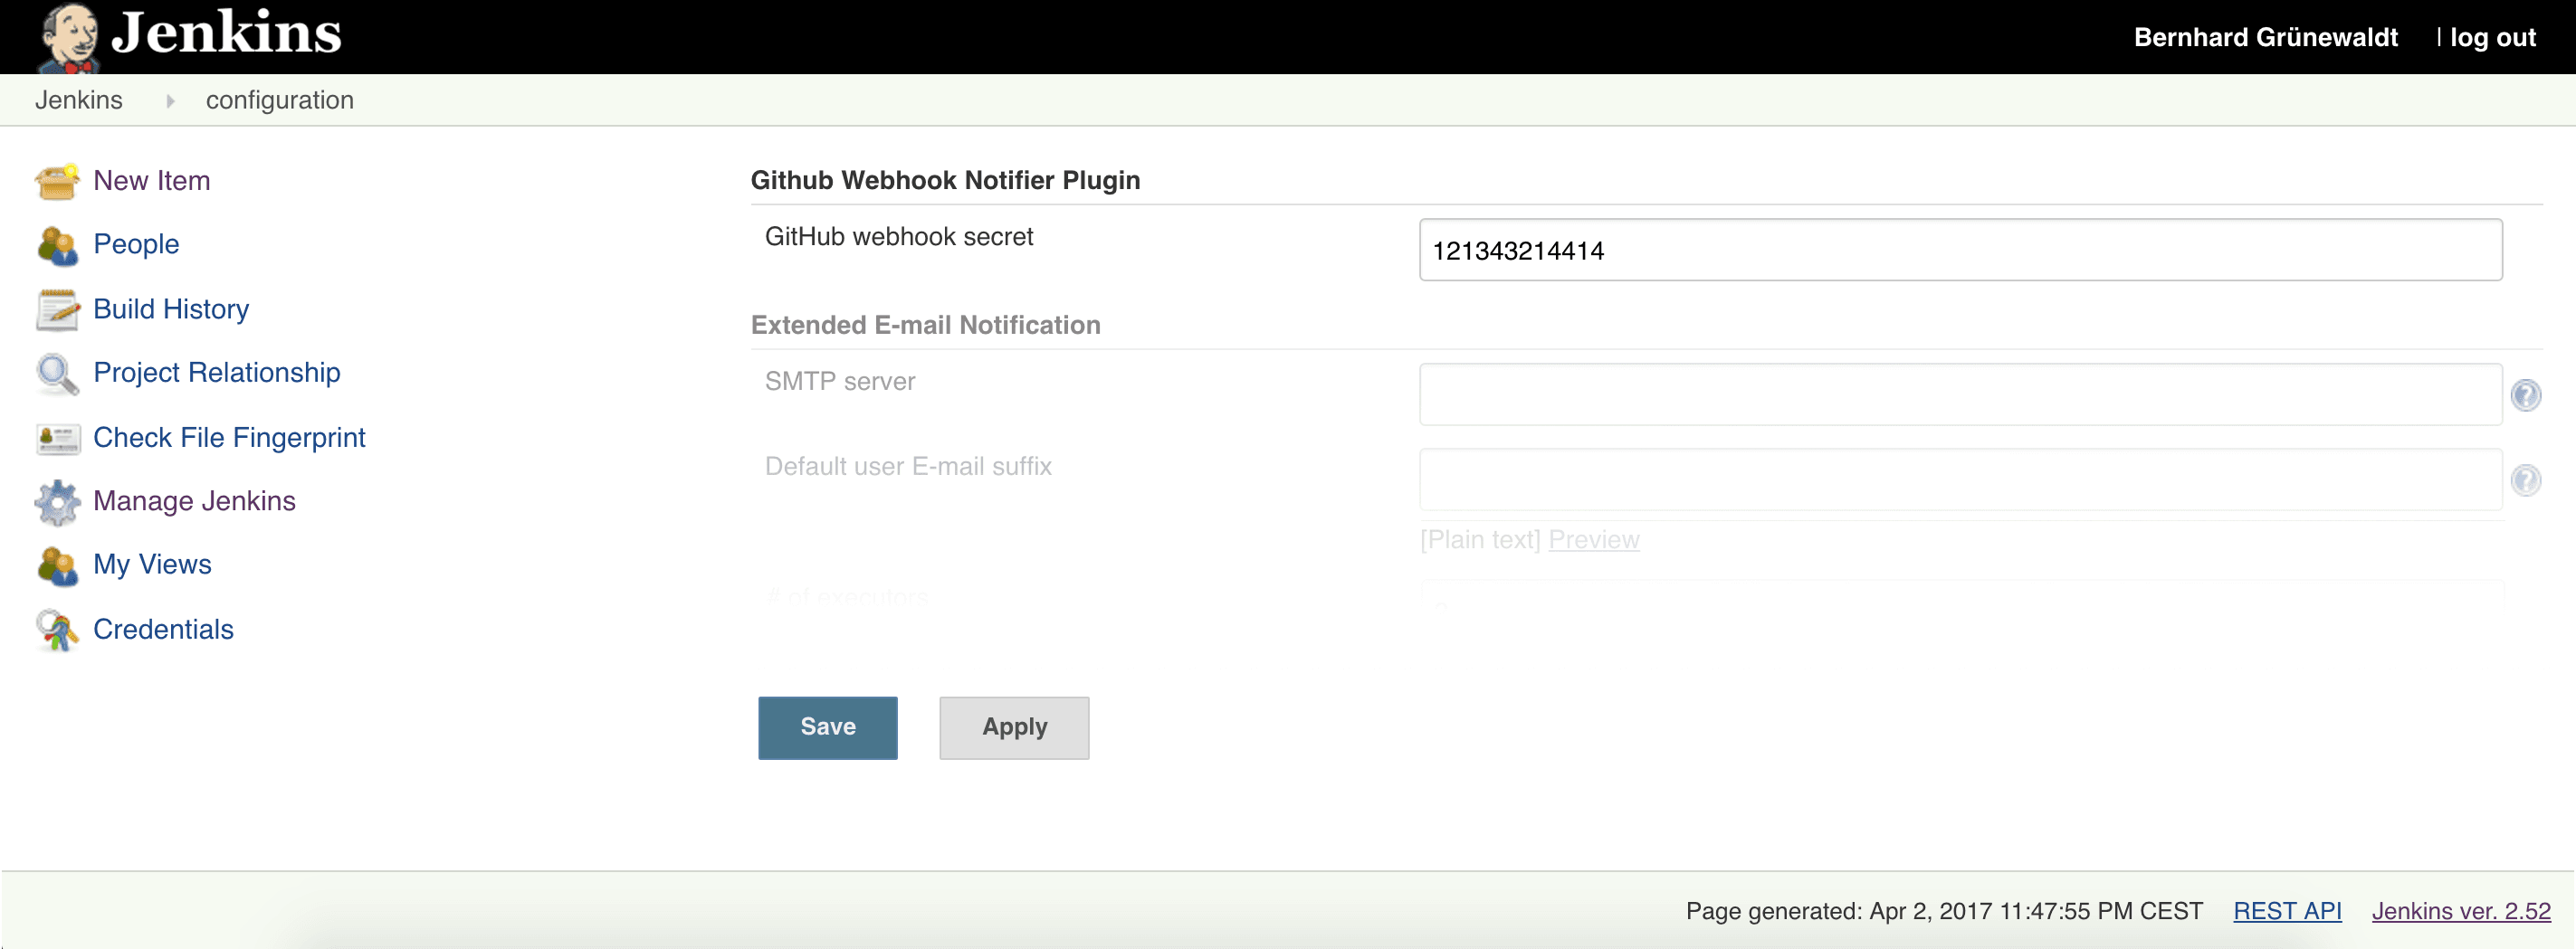 Jenkins
Bernhard Grünewaldt | log out
Jenkins configuration
New Item
People
Build History
Project Relationship
Check File Fingerprint
Manage Jenkins
My Views
Credentials
Github Webhook Notifier Plugin
GitHub webhook secret 121343214414
Extended E-mail Notification
SMTP server
Default user E-mail suffix
[Plain text] Preview
# of executors
Save Apply
Page generated: Apr 2, 2017 11:47:55 PM CEST REST API Jenkins ver. 2.52